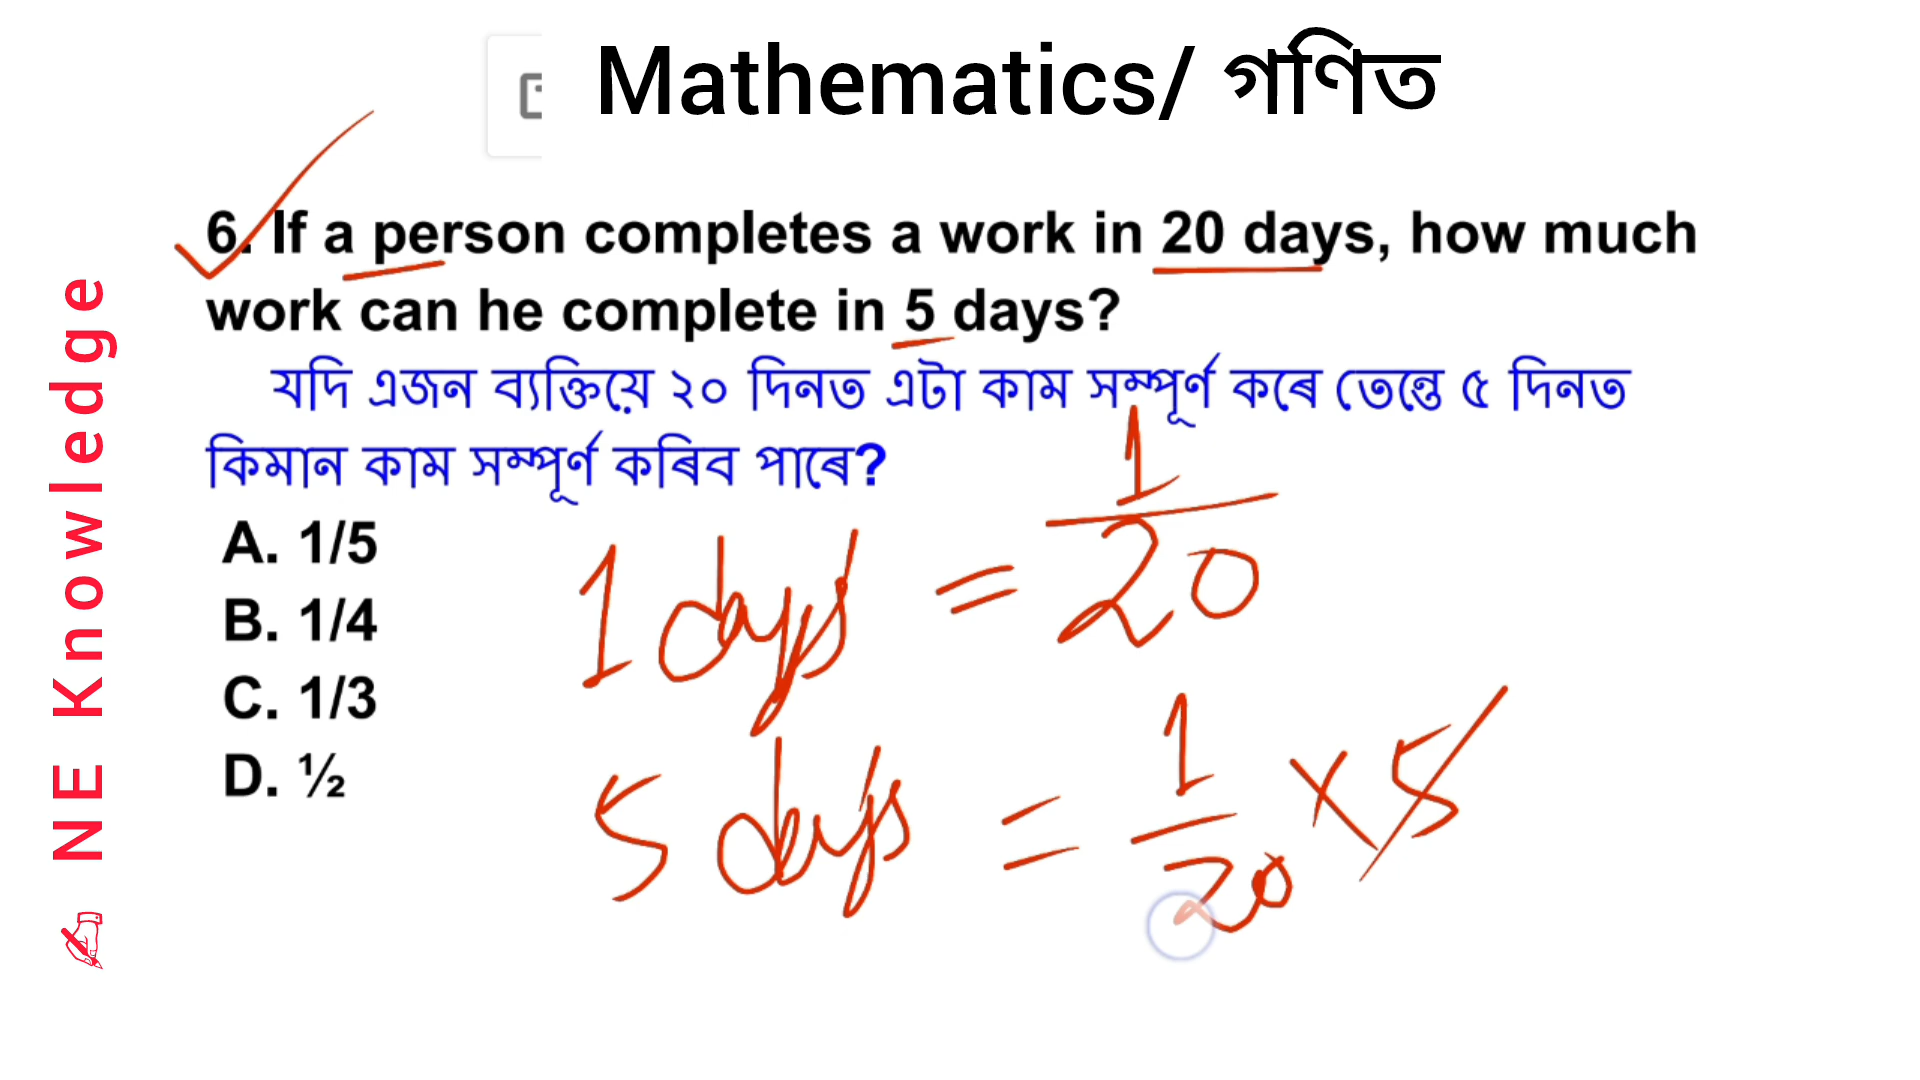 Mathematics/ গণিত
6. If a person completes a work in 20 days, how much
work can he complete in 5 days?
যদি এজন ব্যক্তিয়ে ২০ দিনত এটা কাম সম্পূৰ্ণ কৰে তেন্তে ৫ দিনত
কিমান কাম সম্পূৰ্ণ কৰিব পাৰে?
A. 1/5
B. 1/4
C. 1/3
D. ½
1 days = 1/20
5 days = 1/20 × 5
✍ NE Knowledge